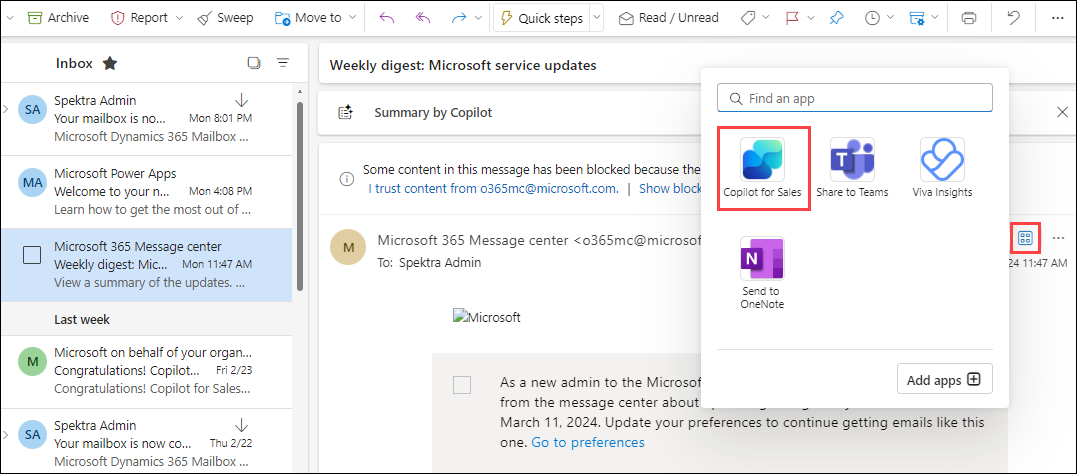 Archive Report Sweep Move to Quick steps Read / Unread
Inbox
SA
Spektra Admin
Your mailbox is no... Mon 8:01 PM
Microsoft Dynamics 365 Mailbox ...
MA
Microsoft Power Apps
Welcome to your n... Mon 4:08 PM
Learn how to get the most out of ...
Microsoft 365 Message center
Weekly digest: Mic... Mon 11:47 AM
View a summary of the updates. ...
Last week
M
Microsoft on behalf of your organ...
Congratulations! Copil... Fri 2/23
Congratulations! Copilot for Sales...
SA
Spektra Admin
Your mailbox is now co... Thu 2/22
Microsoft Dynamics 365 Mailbox ...
Weekly digest: Microsoft service updates
Summary by Copilot
Some content in this message has been blocked because the
I trust content from o365mc@microsoft.com. | Show block
M
Microsoft 365 Message center <o365mc@microsof
To: Spektra Admin
24 11:47 AM
Microsoft
As a new admin to the Microsof
from the message center about
March 11, 2024. Update your preferences to continue getting emails like this
one. Go to preferences
Find an app
Copilot for Sales
Share to Teams
Viva Insights
N
Send to
OneNote
Add apps